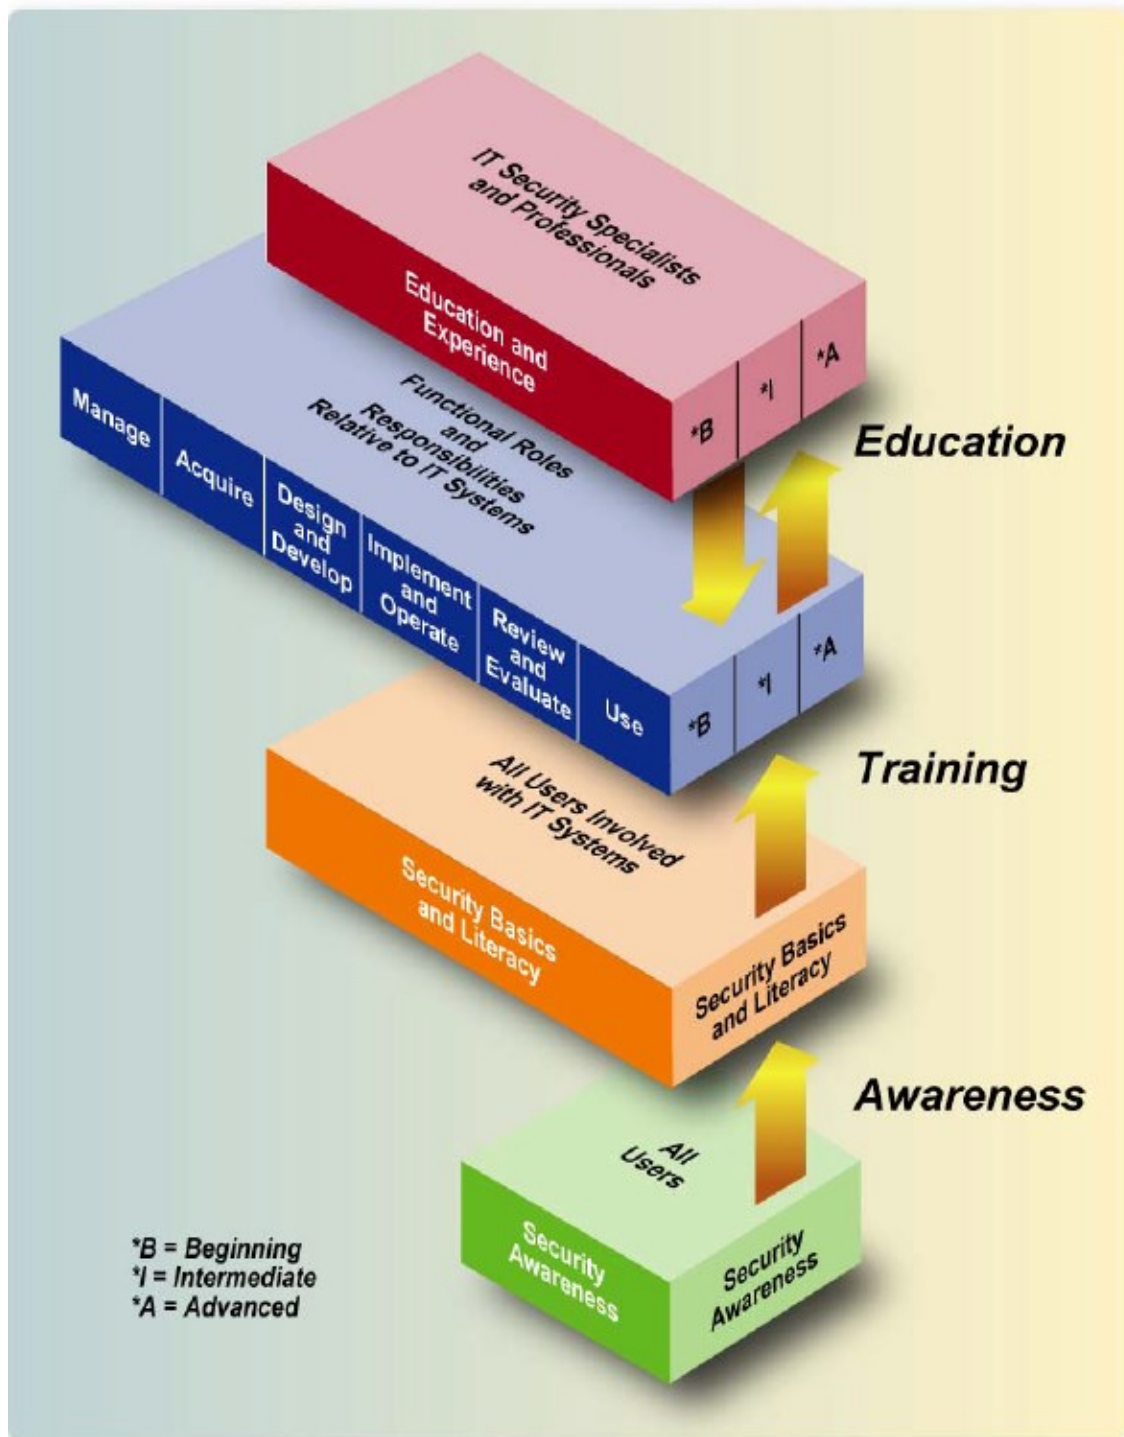 IT Security Specialists
and Professionals
Education and
Experience
*B
*I
*A
Education
Functional Roles
and
Responsibilities
Relative to IT Systems
Manage
Acquire
Design
and
Develop
Implement
and
Operate
Review
and
Evaluate
Use
*B
*I
*A
Training
All Users Involved
with IT Systems
Security Basics
and Literacy
Security Basics
and Literacy
Awareness
All
Users
Security
Awareness
Security
Awareness
*B = Beginning
*I = Intermediate
*A = Advanced